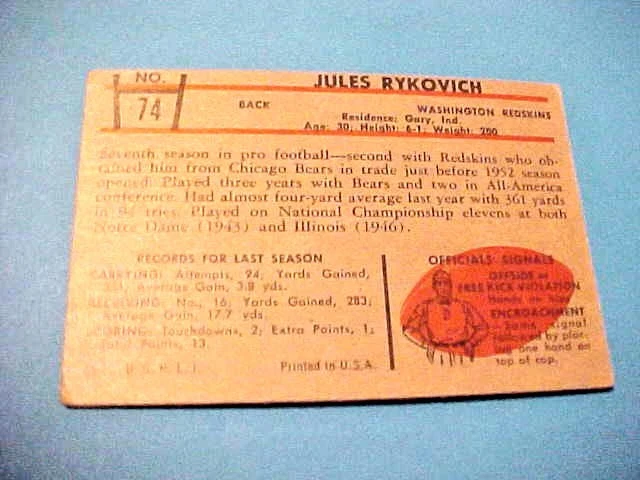 NO.
74
JULES RYKOVICH
BACK
WASHINGTON REDSKINS
Residence: Gary, Ind.
Age: 30; Height: 6-1; Weight: 200
Seventh season in pro football—second with Redskins who ob-
tained him from Chicago Bears in trade just before 1952 season
opened. Played three years with Bears and two in All-America
conference. Had almost four-yard average last year with 361 yards
in 94 tries. Played on National Championship elevens at both
Notre Dame (1943) and Illinois (1946).
RECORDS FOR LAST SEASON
CARRYING: Attempts, 94; Yards Gained,
361, Average Gain, 3.8 yds.
RECEIVING: No., 16; Yards Gained, 283;
Average Gain, 17.7 yds.
SCORING: Touchdowns, 2; Extra Points, 1;
Total Points, 13.
Printed in U.S.A.
OFFICIALS SIGNALS
OFFSIDE or
FREE KICK VIOLATION
Hands on hips
ENCROACHMENT
— Same signal
followed by plac-
ing one hand on
top of cap.